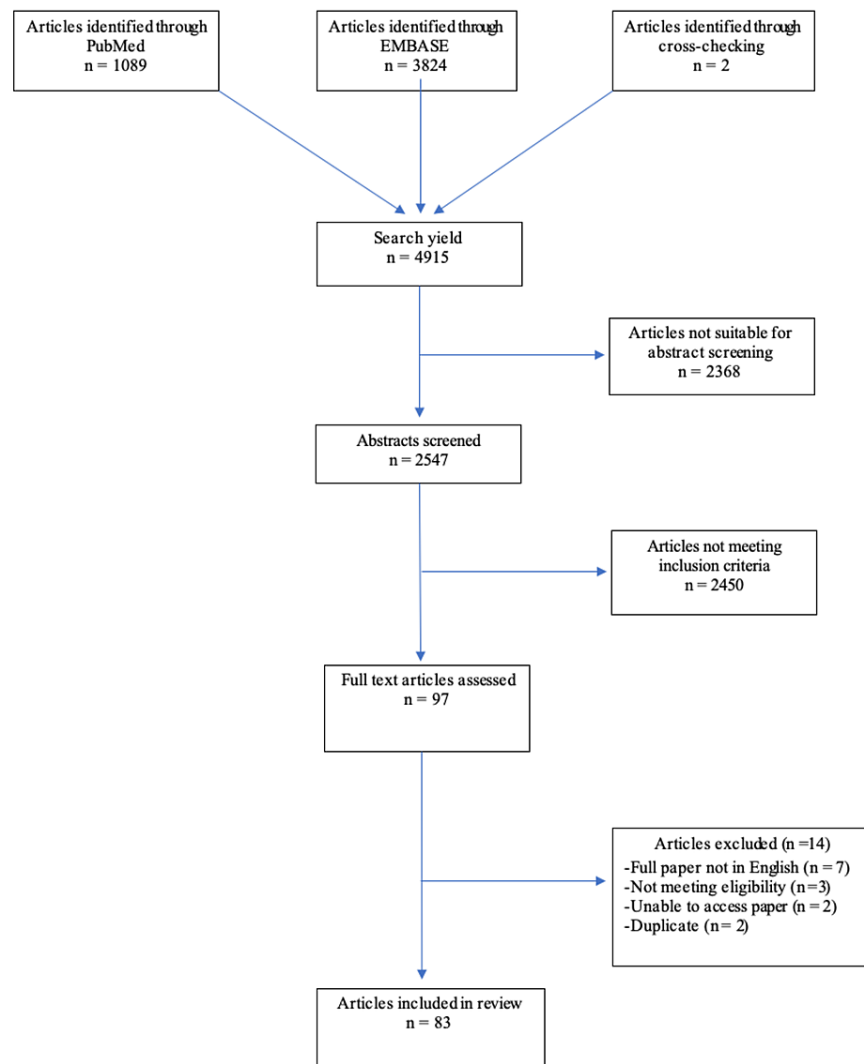 Articles identified through
PubMed
n = 1089
Articles identified through
EMBASE
n = 3824
Articles identified through
cross-checking
n = 2
Search yield
n = 4915
Articles not suitable for
abstract screening
n = 2368
Abstracts screened
n = 2547
Articles not meeting
inclusion criteria
n = 2450
Full text articles assessed
n = 97
Articles excluded (n =14)
-Full paper not in English (n = 7)
-Not meeting eligibility (n=3)
-Unable to access paper (n = 2)
-Duplicate (n= 2)
Articles included in review
n = 83